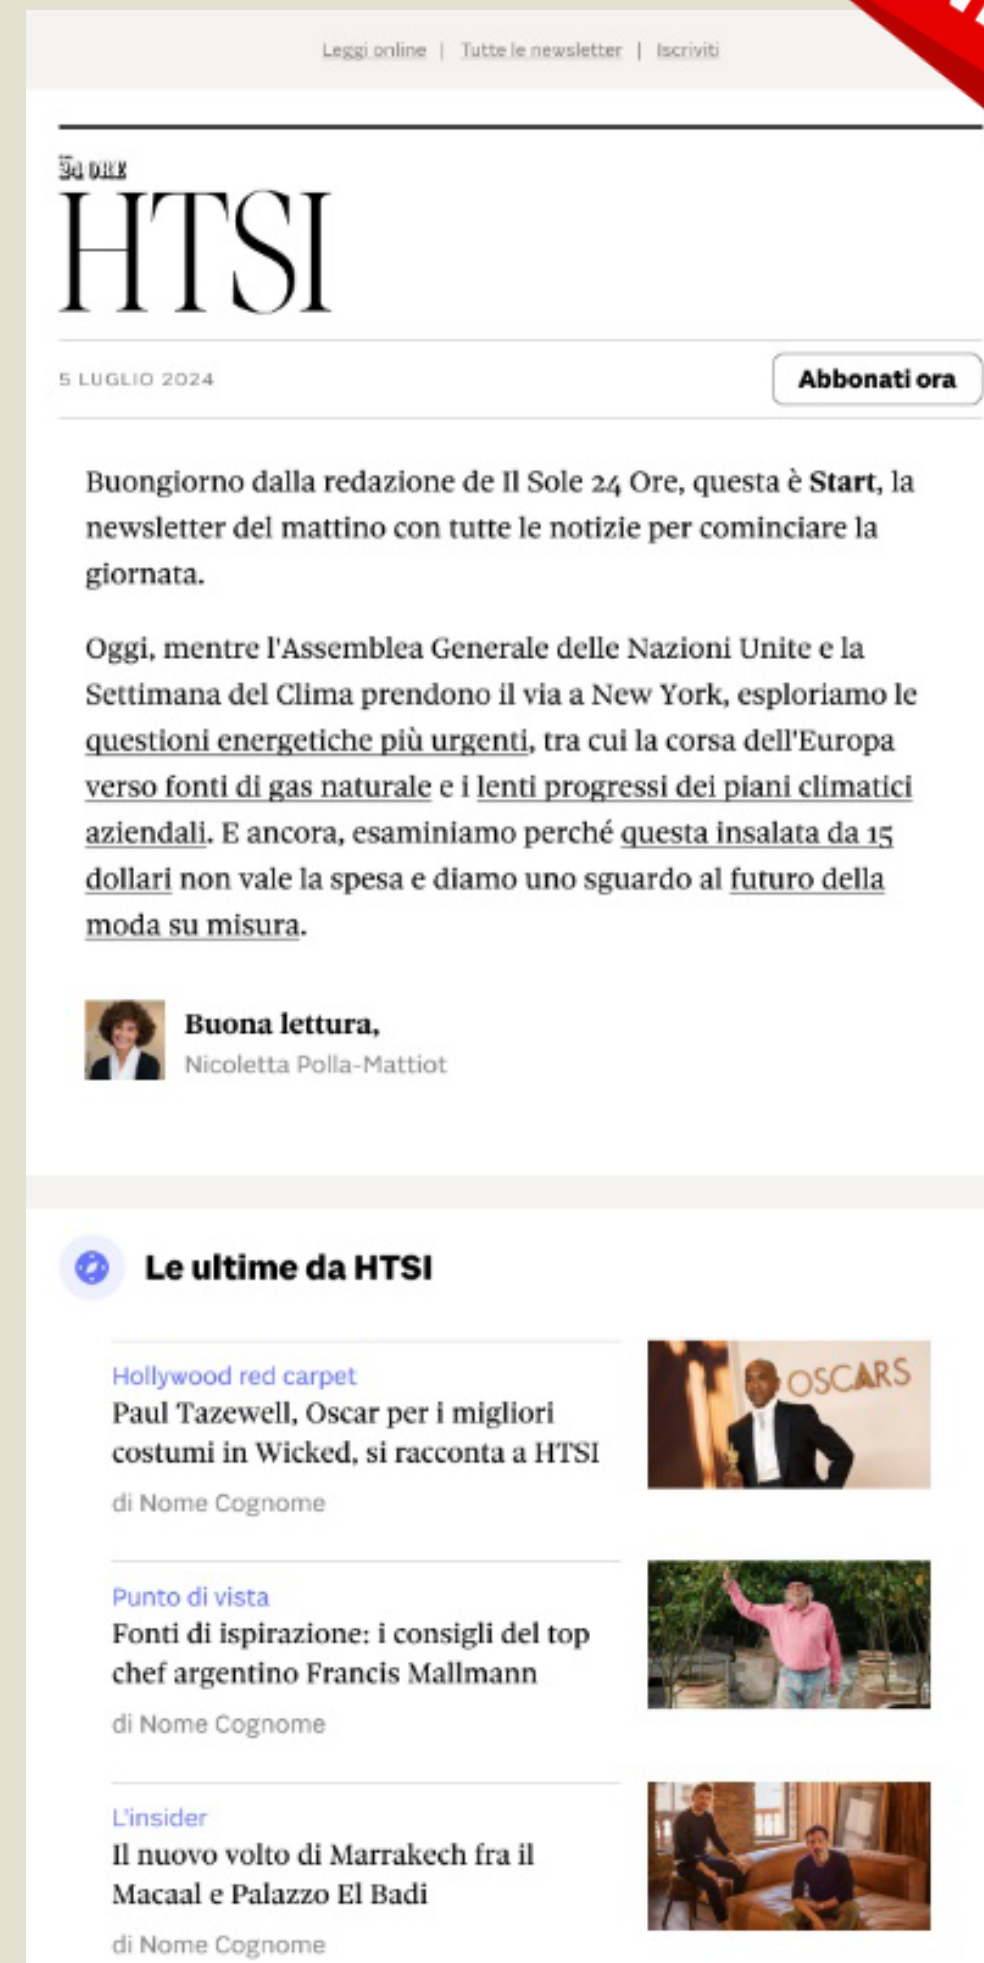 Leggi online | Tutte le newsletter | Iscriviti
24 ORE
HTSI
5 LUGLIO 2024
Abbonati ora
Buongiorno dalla redazione de Il Sole 24 Ore, questa è Start, la
newsletter del mattino con tutte le notizie per cominciare la
giornata.
Oggi, mentre l'Assemblea Generale delle Nazioni Unite e la
Settimana del Clima prendono il via a New York, esploriamo le
questioni energetiche più urgenti, tra cui la corsa dell'Europa
verso fonti di gas naturale e i lenti progressi dei piani climatici
aziendali. E ancora, esaminiamo perché questa insalata da 15
dollari non vale la spesa e diamo uno sguardo al futuro della
moda su misura.
Buona lettura,
Nicoletta Polla-Mattiot
Le ultime da HTSI
Hollywood red carpet
Paul Tazewell, Oscar per i migliori
costumi in Wicked, si racconta a HTSI
di Nome Cognome
OSCARS
Punto di vista
Fonti di ispirazione: i consigli del top
chef argentino Francis Mallmann
di Nome Cognome
L'insider
Il nuovo volto di Marrakech fra il
Macaal e Palazzo El Badi
di Nome Cognome